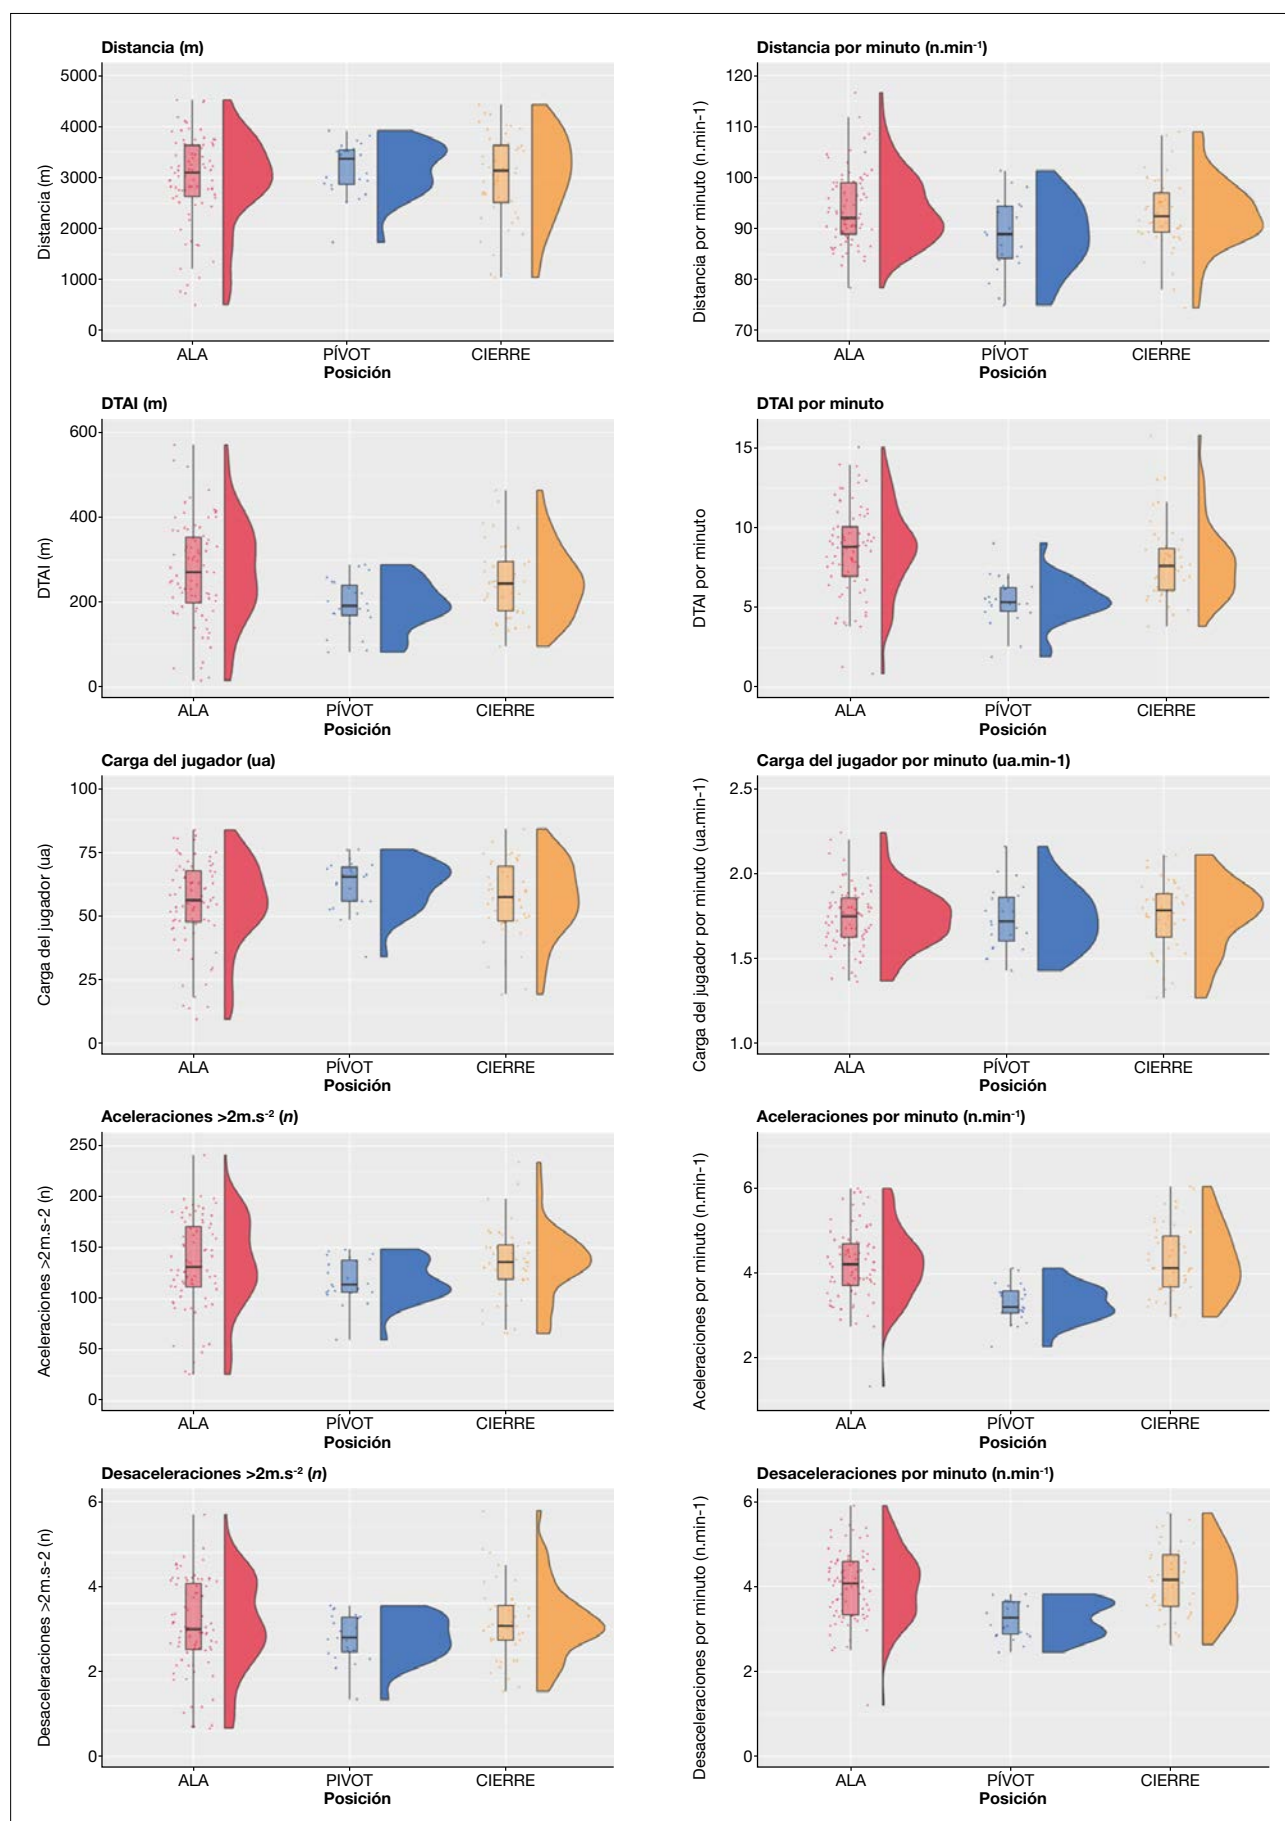 Distancia (m)
Distancia (m)
5000
4000
3000
2000
1000
0
ALA PÍVOT CIERRE
Posición
Distancia por minuto (n.min-1)
Distancia por minuto (n.min-1)
120
110
100
90
80
70
ALA PÍVOT CIERRE
Posición
DTAI (m)
DTAI (m)
600
400
200
0
ALA PÍVOT CIERRE
Posición
DTAI por minuto
DTAI por minuto
15
10
5
0
ALA PÍVOT CIERRE
Posición
Carga del jugador (ua)
Carga del jugador (ua)
100
75
50
25
0
ALA PÍVOT CIERRE
Posición
Carga del jugador por minuto (ua.min-1)
Carga del jugador por minuto (ua.min-1)
2.5
2.0
1.5
1.0
ALA PÍVOT CIERRE
Posición
Aceleraciones >2m.s-2 (n)
Aceleraciones >2m.s-2 (n)
250
200
150
100
50
0
ALA PÍVOT CIERRE
Posición
Aceleraciones por minuto (n.min-1)
Aceleraciones por minuto (n.min-1)
6
4
2
ALA PÍVOT CIERRE
Posición
Desaceleraciones >2m.s-2 (n)
Desaceleraciones >2m.s-2 (n)
6
4
2
0
ALA PIVOT CIERRE
Posición
Desaceleraciones por minuto (n.min-1)
Desaceleraciones por minuto (n.min-1)
6
4
2
0
ALA PÍVOT CIERRE
Posición